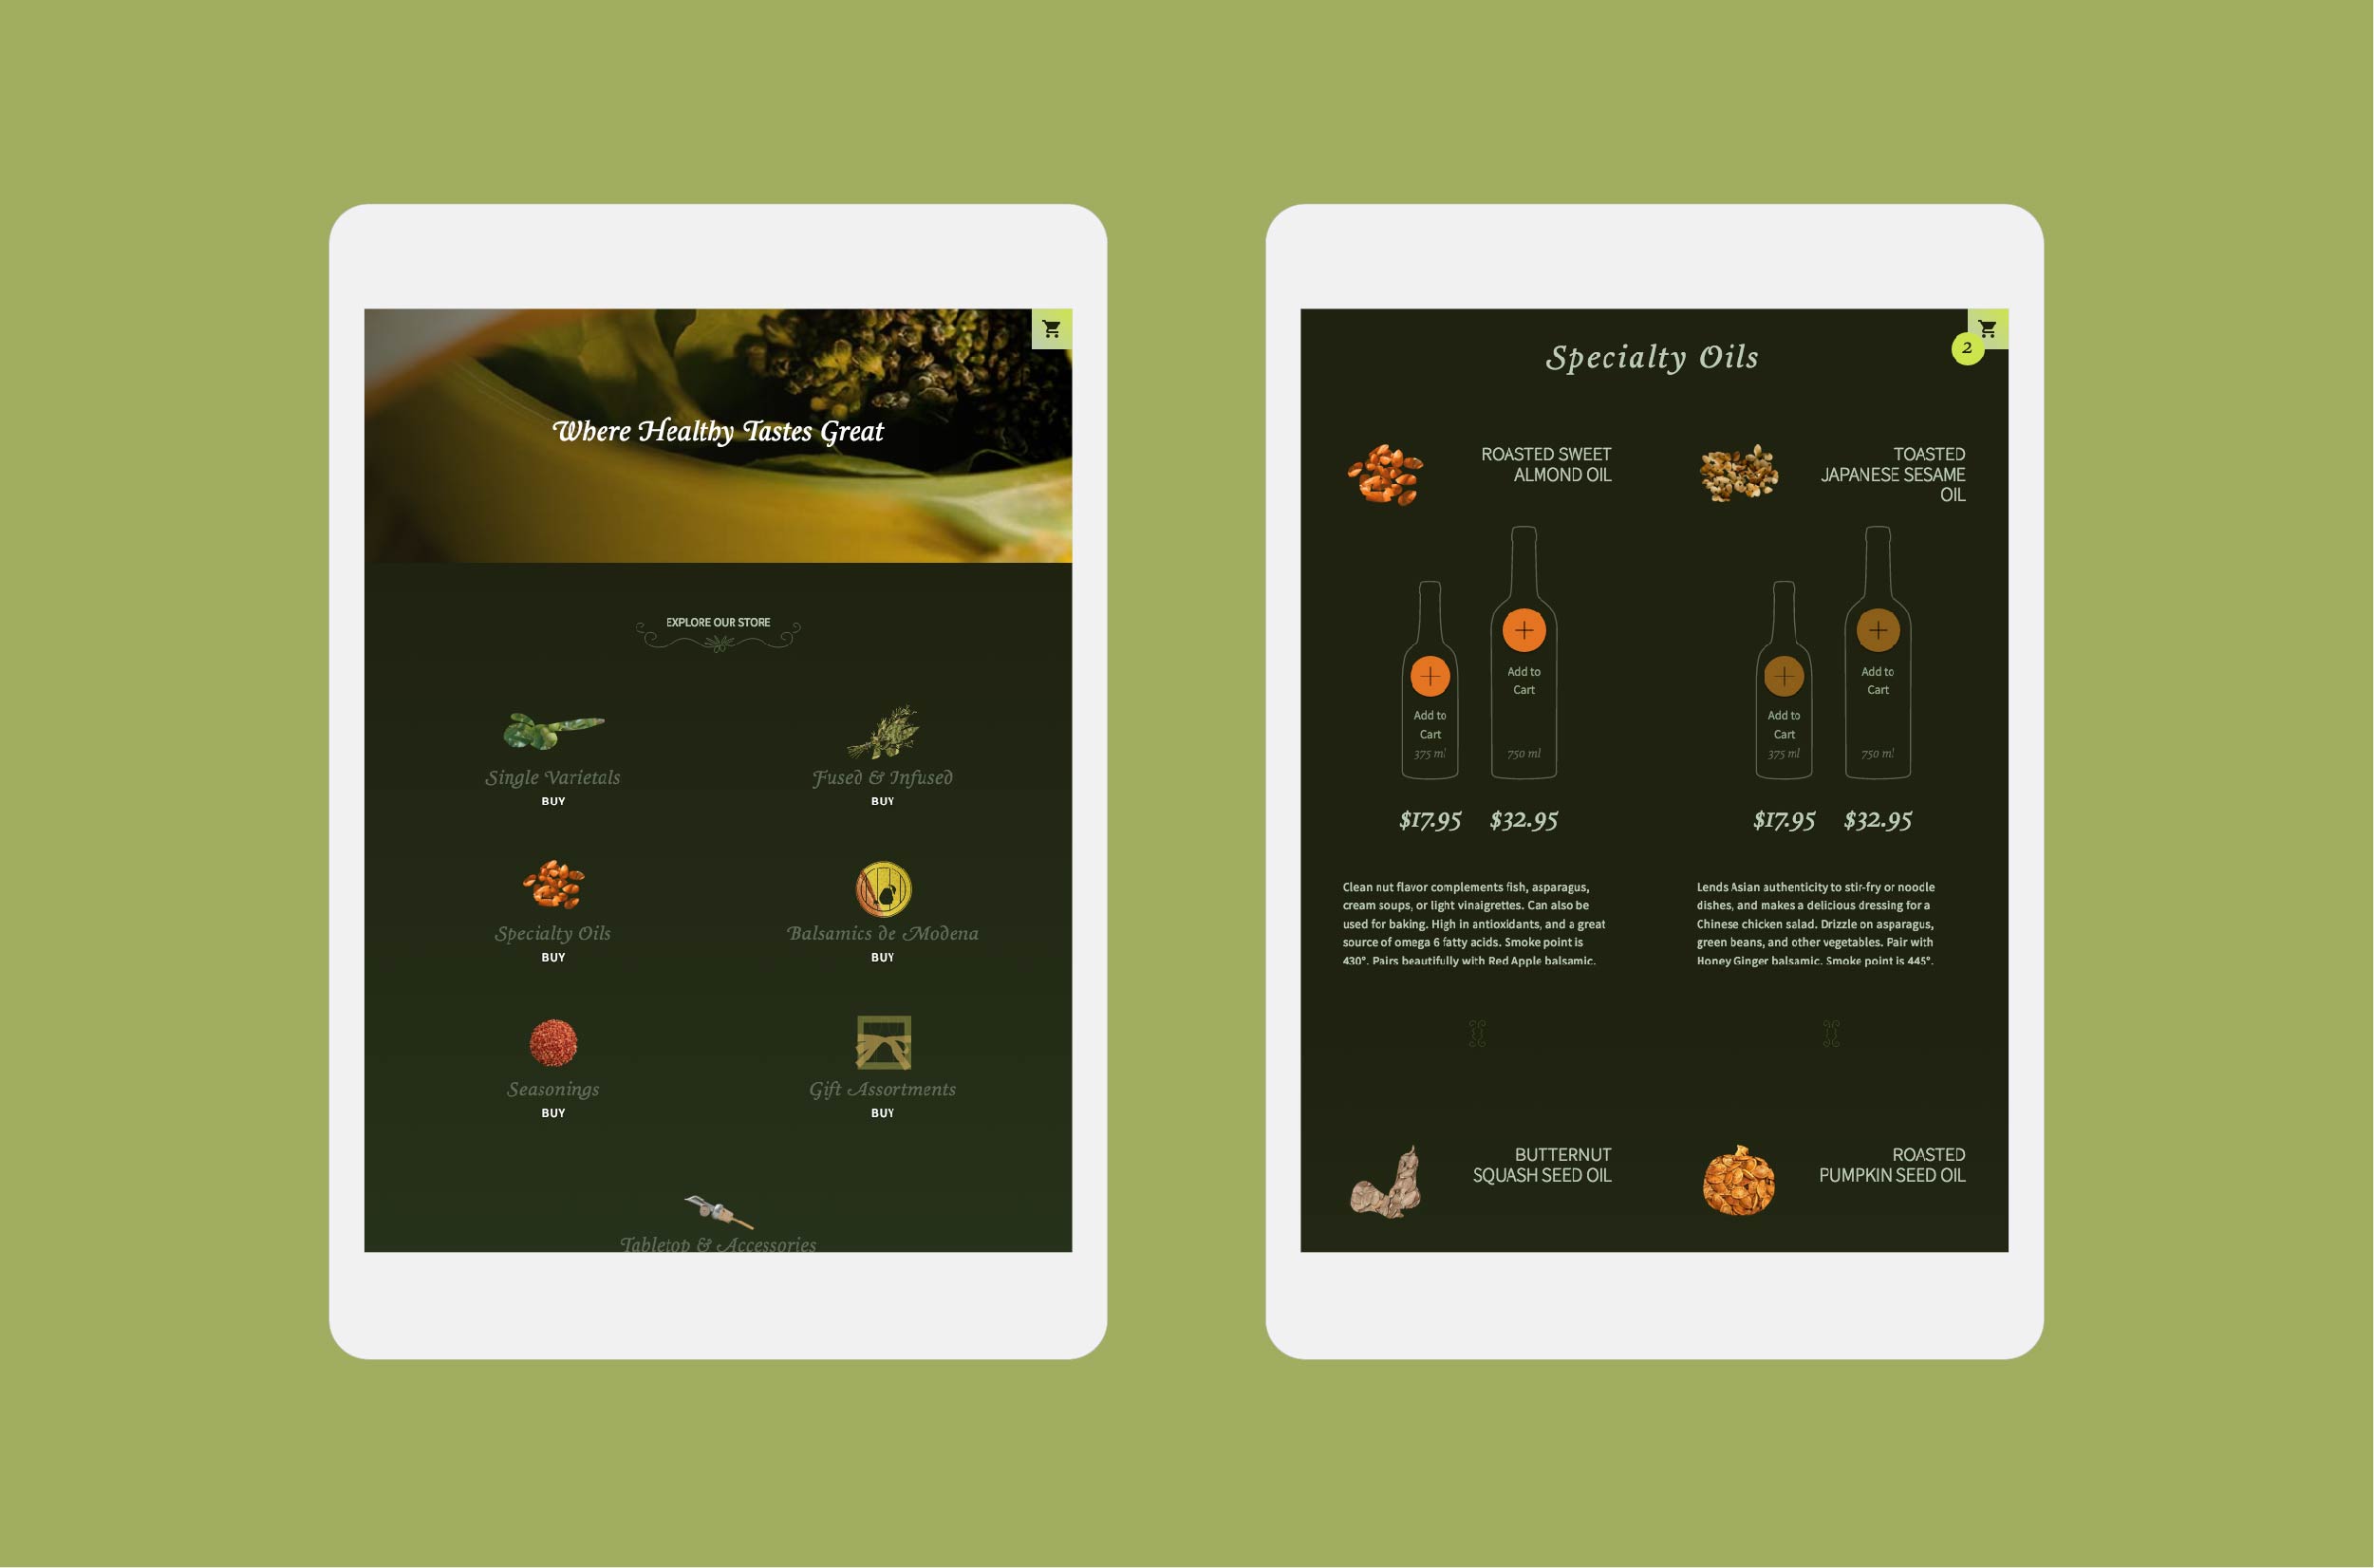 Where Healthy Tastes Great
EXPLORE OUR STORE
Single Varietals
BUY
Fused & Infused
BUY
Specialty Oils
BUY
Balsamics de Modena
BUY
Seasonings
BUY
Gift Assortments
BUY
Tabletop & Accessories
2
Specialty Oils
ROASTED SWEET
ALMOND OIL
Add to
Cart
Add to
Cart
375 ml
750 ml
$17.95
$32.95
Clean nut flavor complements fish, asparagus,
cream soups, or light vinaigrettes. Can also be
used for baking. High in antioxidants, and a great
source of omega 6 fatty acids. Smoke point is
430°. Pairs beautifully with Red Apple balsamic.
TOASTED
JAPANESE SESAME
OIL
Add to
Cart
Add to
Cart
375 ml
750 ml
$17.95
$32.95
Lends Asian authenticity to stir-fry or noodle
dishes, and makes a delicious dressing for a
Chinese chicken salad. Drizzle on asparagus,
green beans, and other vegetables. Pair with
Honey Ginger balsamic. Smoke point is 445°.
BUTTERNUT
SQUASH SEED OIL
ROASTED
PUMPKIN SEED OIL